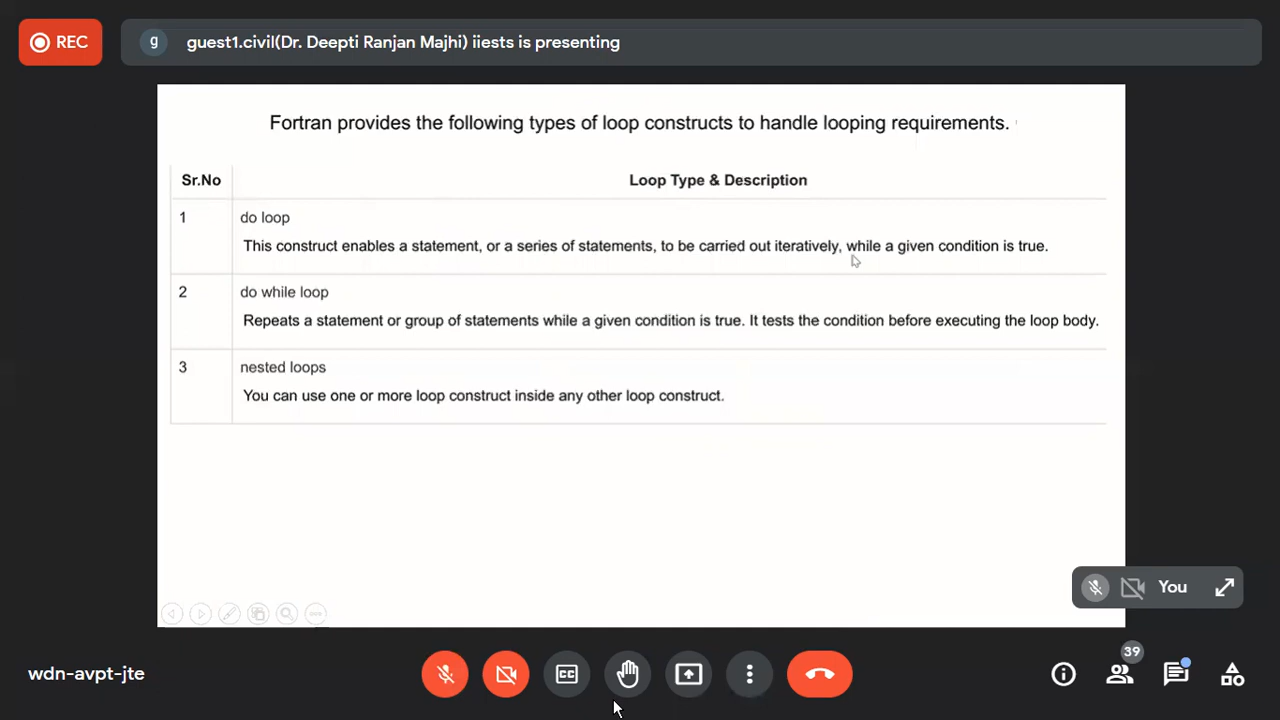 REC
g
guest1.civil(Dr. Deepti Ranjan Majhi) iiests is presenting
Fortran provides the following types of loop constructs to handle looping requirements.
Sr.No
Loop Type & Description
1
do loop
This construct enables a statement, or a series of statements, to be carried out iteratively, while a given condition is true.
2
do while loop
Repeats a statement or group of statements while a given condition is true. It tests the condition before executing the loop body.
3
nested loops
You can use one or more loop construct inside any other loop construct.
You
wdn-avpt-jte
CC
39